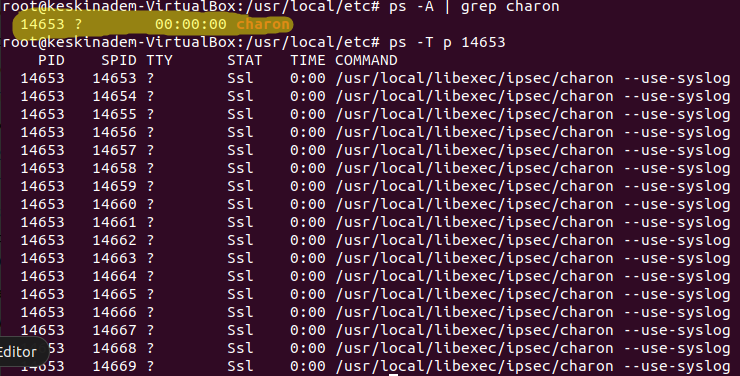 root@keskinadem-VirtualBox:/usr/local/etc# ps -A | grep charon
14653 ?        00:00:00 charon
root@keskinadem-VirtualBox:/usr/local/etc# ps -T p 14653
PID    SPID TTY      STAT   TIME COMMAND
14653   14653 ?        Ssl    0:00 /usr/local/libexec/ipsec/charon --use-syslog
14653   14654 ?        Ssl    0:00 /usr/local/libexec/ipsec/charon --use-syslog
14653   14655 ?        Ssl    0:00 /usr/local/libexec/ipsec/charon --use-syslog
14653   14656 ?        Ssl    0:00 /usr/local/libexec/ipsec/charon --use-syslog
14653   14657 ?        Ssl    0:00 /usr/local/libexec/ipsec/charon --use-syslog
14653   14658 ?        Ssl    0:00 /usr/local/libexec/ipsec/charon --use-syslog
14653   14659 ?        Ssl    0:00 /usr/local/libexec/ipsec/charon --use-syslog
14653   14660 ?        Ssl    0:00 /usr/local/libexec/ipsec/charon --use-syslog
14653   14661 ?        Ssl    0:00 /usr/local/libexec/ipsec/charon --use-syslog
14653   14662 ?        Ssl    0:00 /usr/local/libexec/ipsec/charon --use-syslog
14653   14663 ?        Ssl    0:00 /usr/local/libexec/ipsec/charon --use-syslog
14653   14664 ?        Ssl    0:00 /usr/local/libexec/ipsec/charon --use-syslog
14653   14665 ?        Ssl    0:00 /usr/local/libexec/ipsec/charon --use-syslog
14653   14666 ?        Ssl    0:00 /usr/local/libexec/ipsec/charon --use-syslog
14653   14667 ?        Ssl    0:00 /usr/local/libexec/ipsec/charon --use-syslog
Editor 53   14668 ?        Ssl    0:00 /usr/local/libexec/ipsec/charon --use-syslog
14669 ?        Ssl    0:00 /usr/local/libexec/ipsec/charon --use-syslog